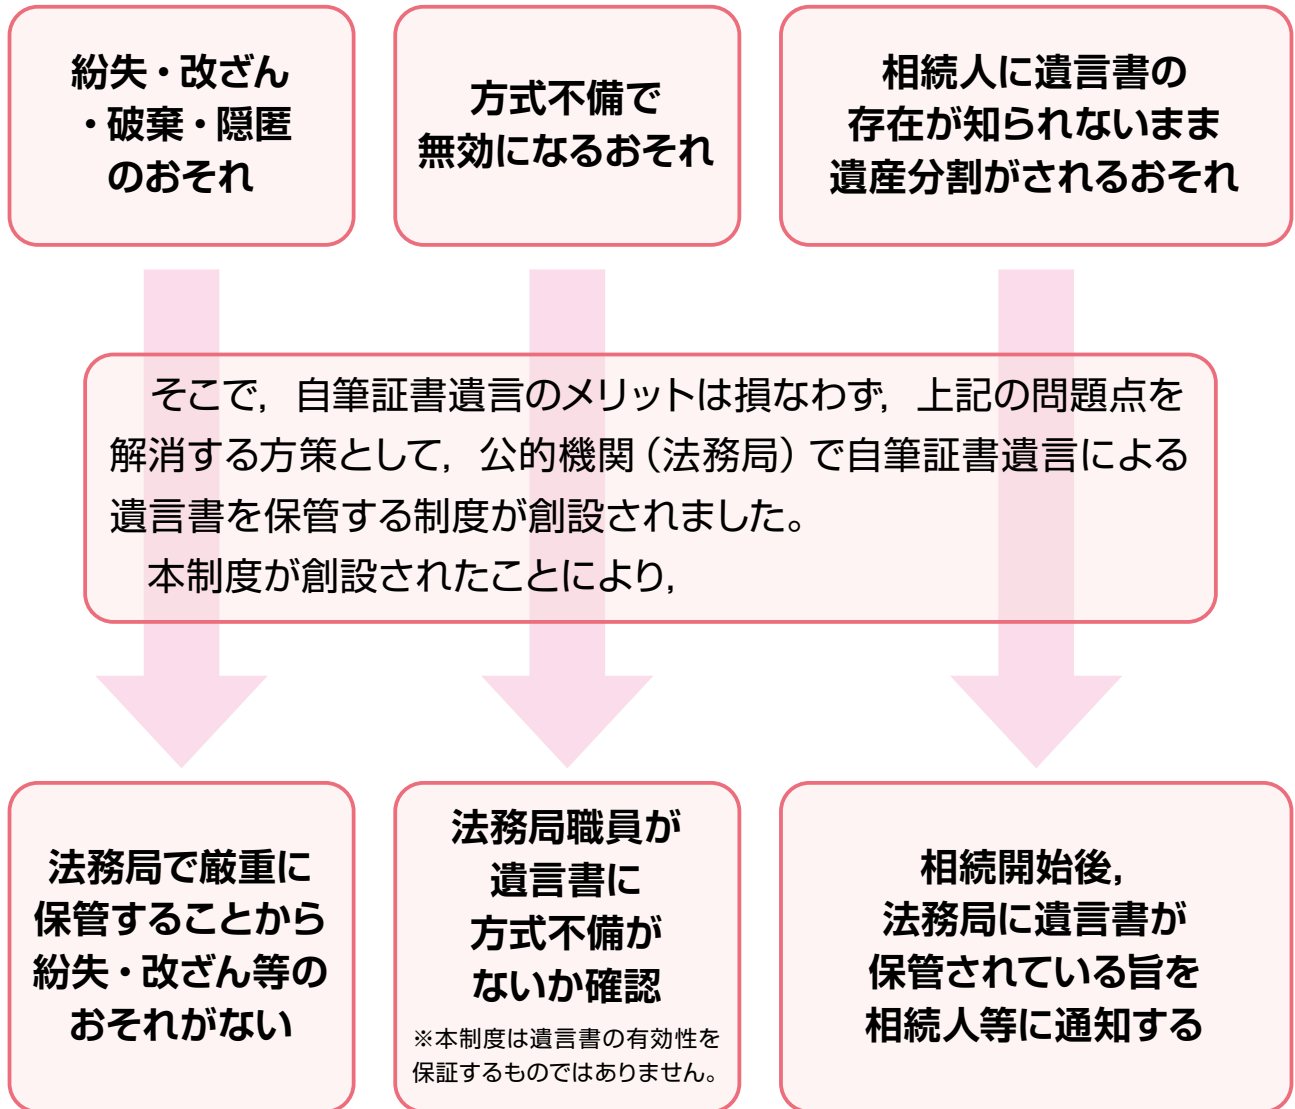 紛失・改ざん
・破棄・隠匿
のおそれ
方式不備で
無効になるおそれ
相続人に遺言書の
存在が知られないまま
遺産分割がされるおそれ
そこで，自筆証書遺言のメリットは損なわず，上記の問題点を
解消する方策として，公的機関（法務局）で自筆証書遺言による
遺言書を保管する制度が創設されました。
本制度が創設されたことにより，
法務局で厳重に
保管することから
紛失・改ざん等の
おそれがない
法務局職員が
遺言書に
方式不備が
ないか確認
※本制度は遺言書の有効性を
保証するものではありません。
相続開始後，
法務局に遺言書が
保管されている旨を
相続人等に通知する